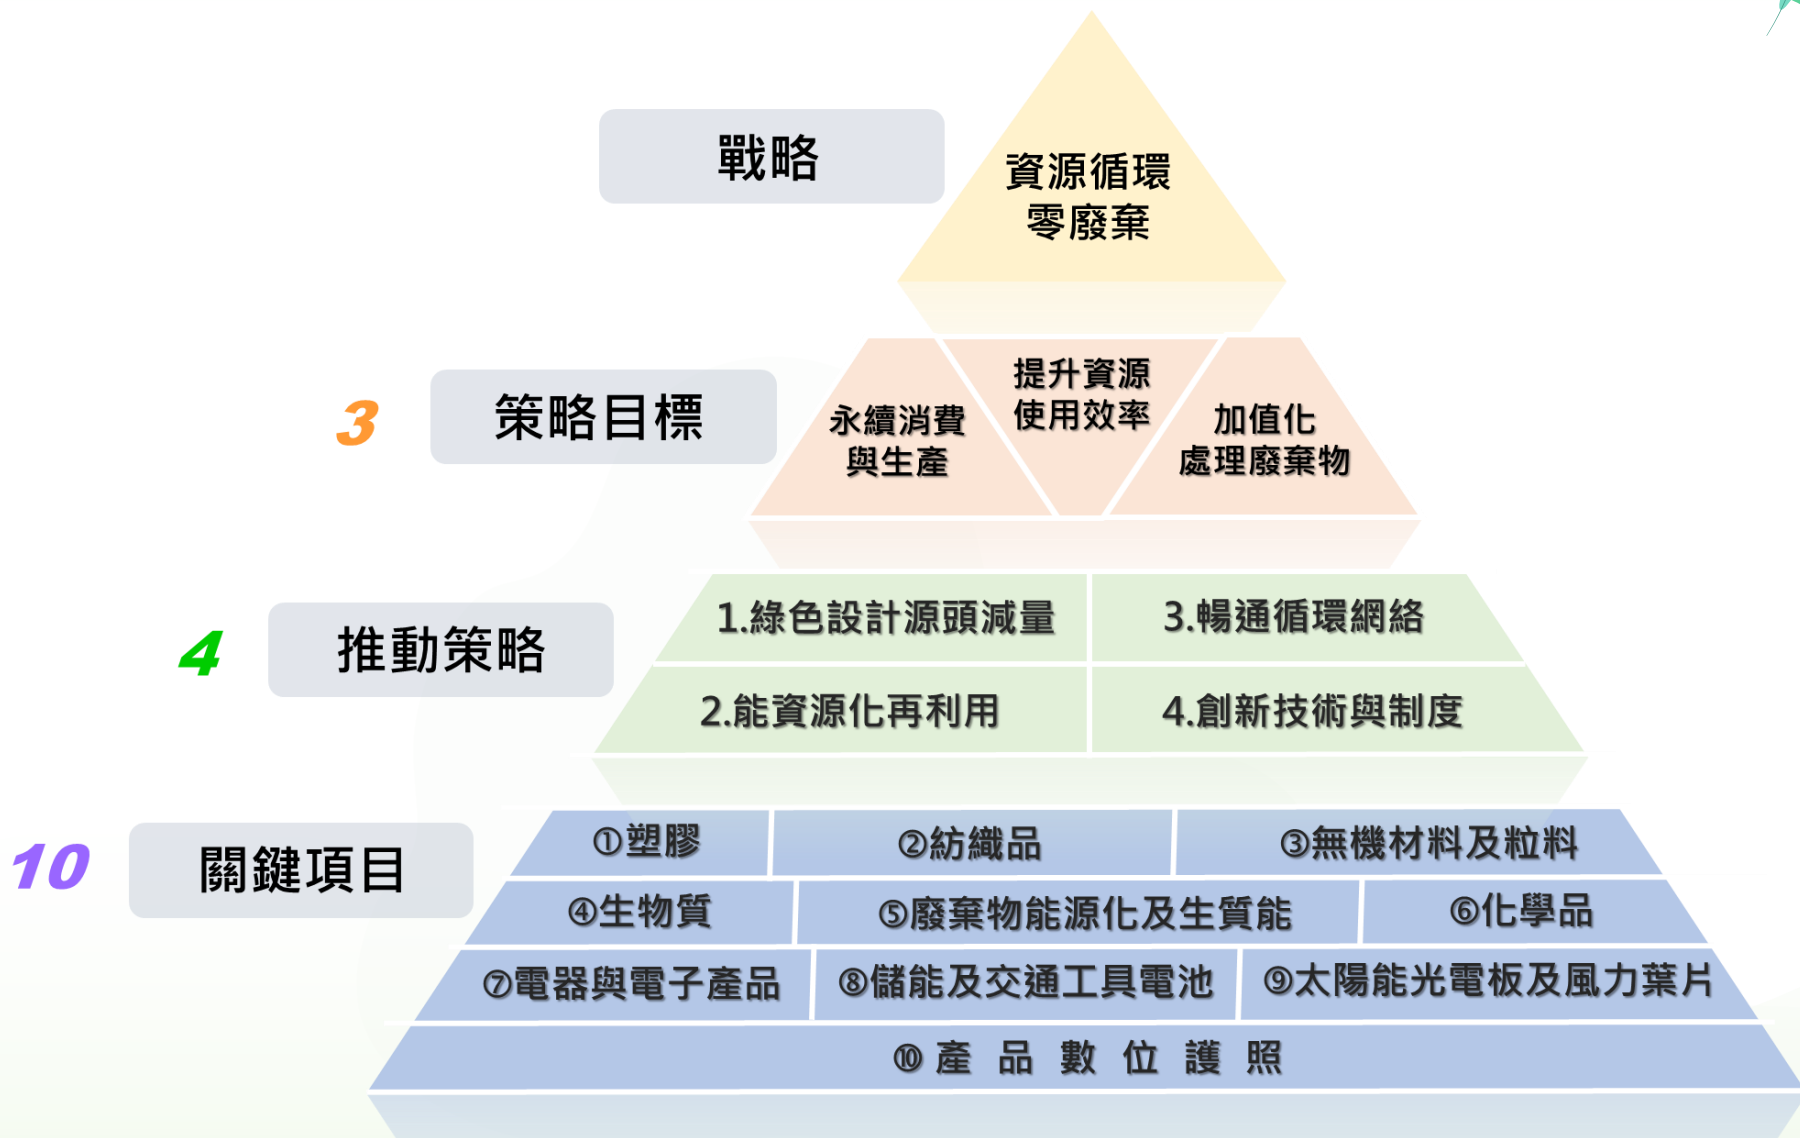 戰略
資源循環
零廢棄
3
策略目標
永續消費
與生產
提升資源
使用效率
加值化
處理廢棄物
4
推動策略
1.綠色設計源頭減量
3.暢通循環網絡
2.能資源化再利用
4.創新技術與制度
10
關鍵項目
①塑膠
②紡織品
③無機材料及粒料
④生物質
⑤廢棄物能源化及生質能
⑥化學品
⑦電器與電子產品
⑧儲能及交通工具電池
⑨太陽能光電板及風力葉片
⑩產品數位護照